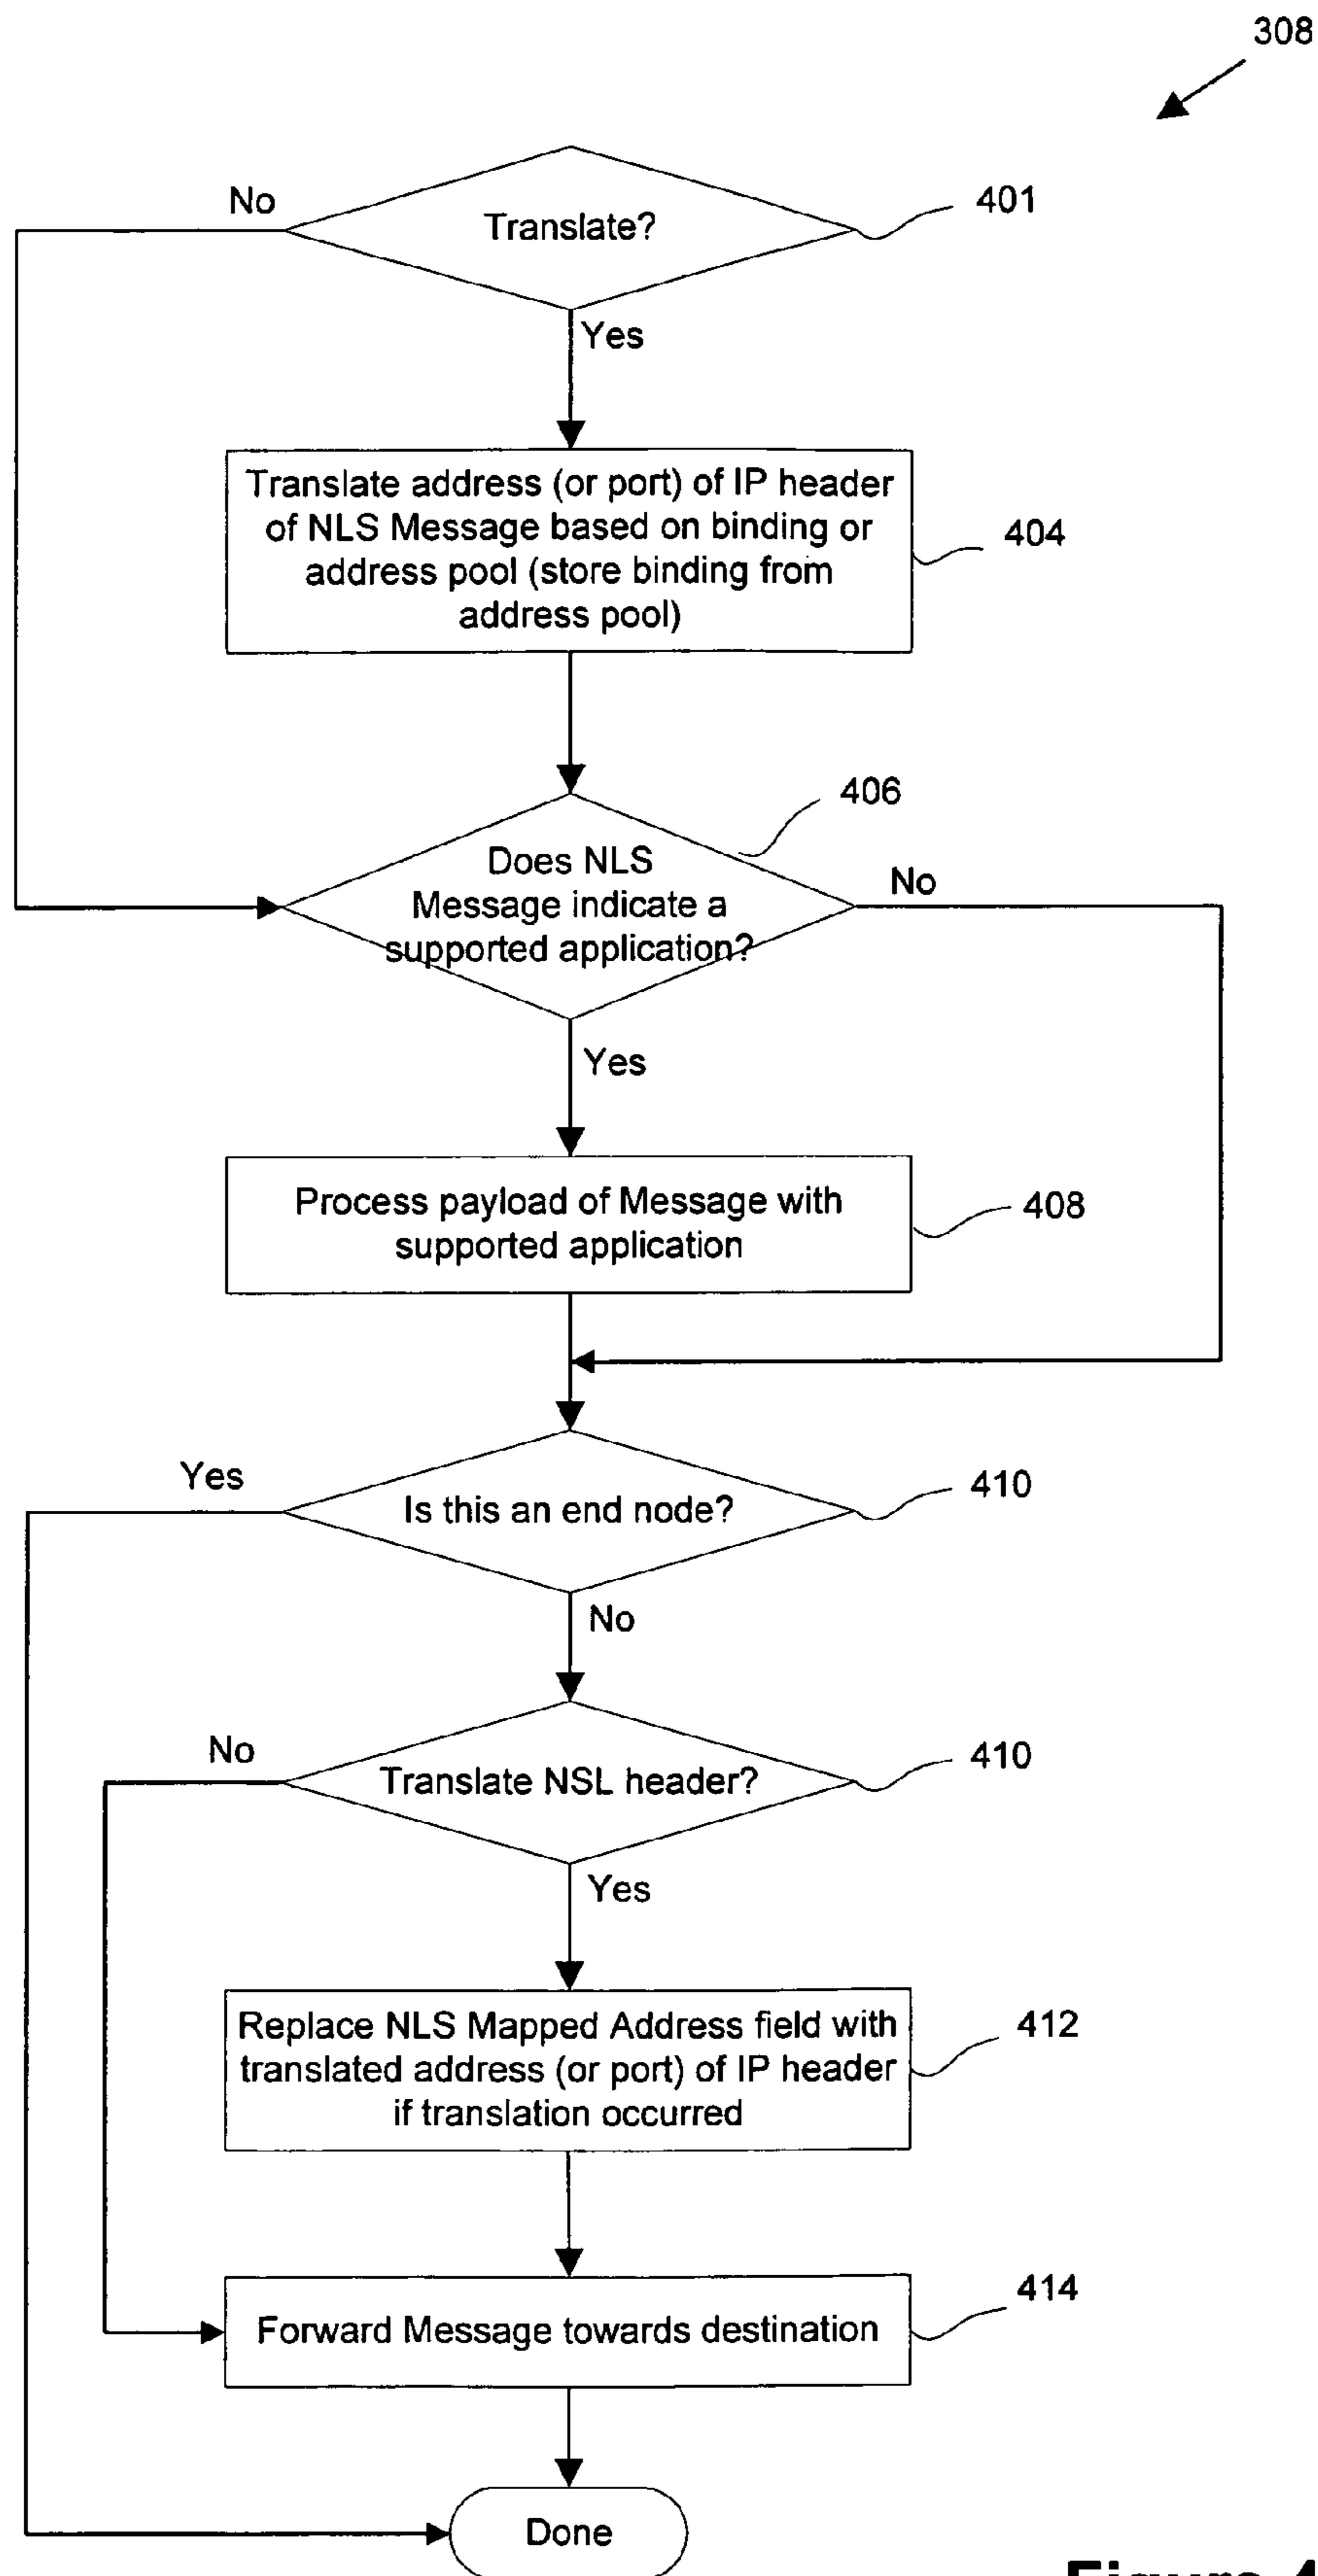 308
No
Translate?
401
Yes
Translate address (or port) of IP header
of NLS Message based on binding or
address pool (store binding from
address pool)
404
406
Does NLS
Message indicate a
supported application?
No
Yes
Process payload of Message with
supported application
408
Yes
Is this an end node?
410
No
No
Translate NSL header?
410
Yes
Replace NLS Mapped Address field with
translated address (or port) of IP header
if translation occurred
412
414
Forward Message towards destination
Done
Figure 4